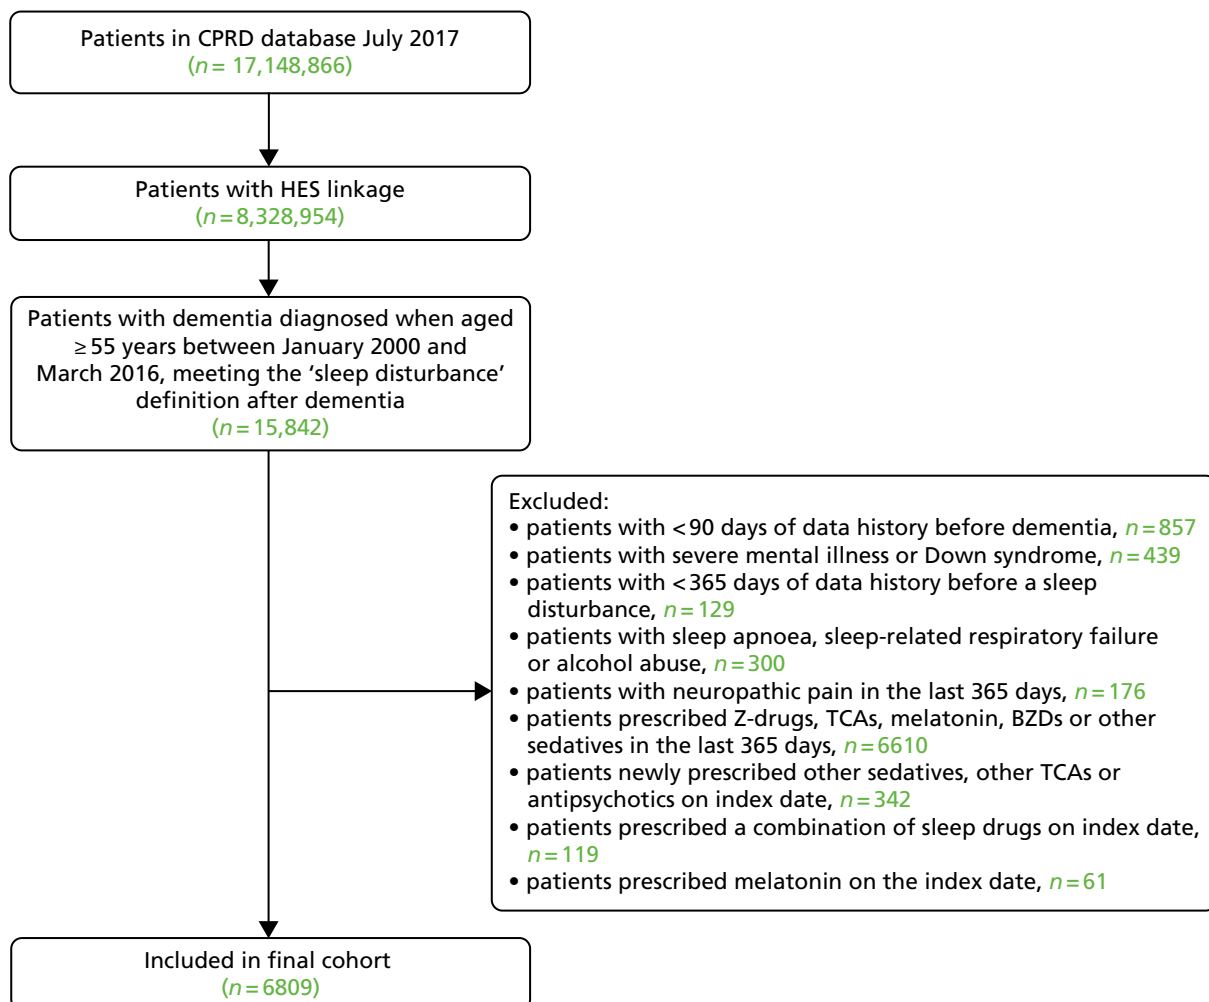 Patients in CPRD database July 2017
(n = 17,148,866)
Patients with HES linkage
(n = 8,328,954)
Patients with dementia diagnosed when aged
≥ 55 years between January 2000 and
March 2016, meeting the ‘sleep disturbance’
definition after dementia
(n = 15,842)
Excluded:
• patients with < 90 days of data history before dementia, n = 857
• patients with severe mental illness or Down syndrome, n = 439
• patients with < 365 days of data history before a sleep
disturbance, n = 129
• patients with sleep apnoea, sleep-related respiratory failure
or alcohol abuse, n = 300
• patients with neuropathic pain in the last 365 days, n = 176
• patients prescribed Z-drugs, TCAs, melatonin, BZDs or other
sedatives in the last 365 days, n = 6610
• patients newly prescribed other sedatives, other TCAs or
antipsychotics on index date, n = 342
• patients prescribed a combination of sleep drugs on index date,
n = 119
• patients prescribed melatonin on the index date, n = 61
Included in final cohort
(n = 6809)